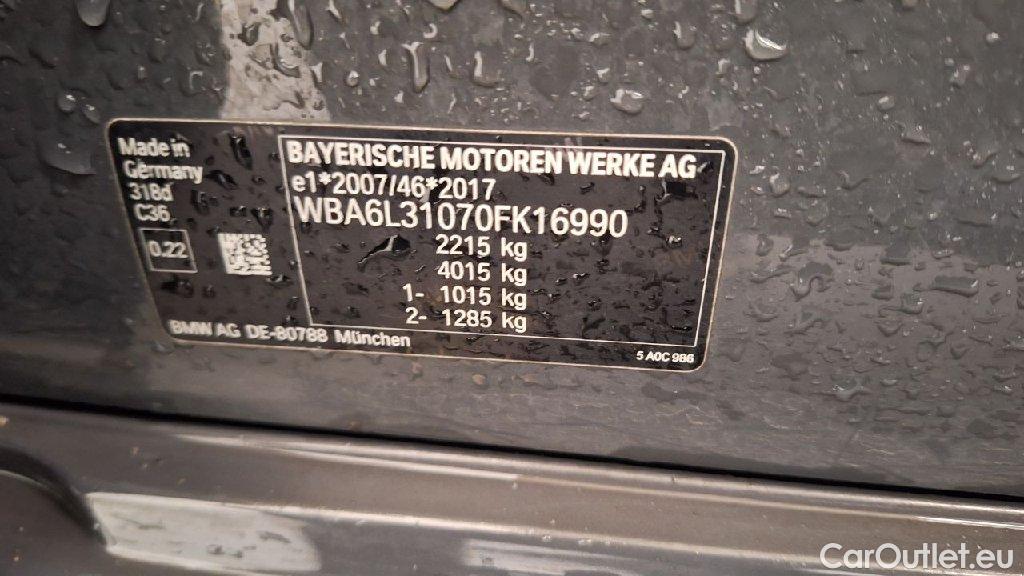 Made in
Germany
318d
C36
0.22
BAYERISCHE MOTOREN WERKE AG
e1*2007/46*2017
WBA6L31070FK16990
2215 kg
4015 kg
1- 1015 kg
2- 1285 kg
BMW AG DE-80788 München
5 A0C 986
CarOutlet.eu